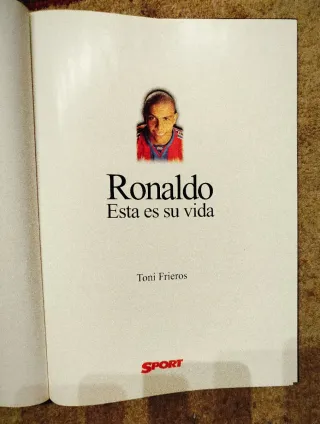 Ronaldo
Esta es su vida
Toni Frieros
SPORT